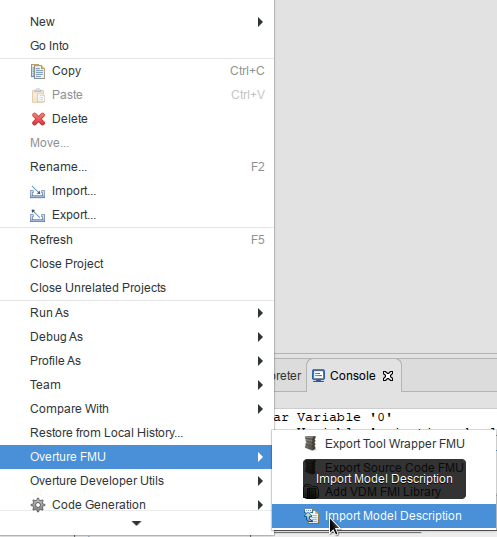 New
Go Into
Copy Ctrl+C
Paste Ctrl+V
Delete
Move...
Rename... F2
Import...
Export...
Refresh F5
Close Project
Close Unrelated Projects
Run As
Debug As
Profile As
Team
Compare With
Restore from Local History...
Overture FMU
Overture Developer Utils
Code Generation
preter
Console
ar Variable '0'
Export Tool Wrapper FMU
Export Source Code FMU
Import Model Description
Add VDM FMI Library
Import Model Description